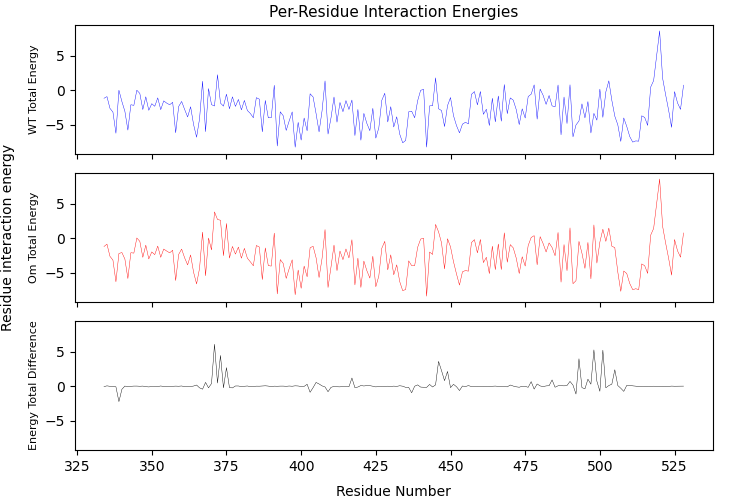 Per-Residue Interaction Energies
Residue interaction energy
WT Total Energy
5
0
−5
Om Total Energy
5
0
−5
Energy Total Difference
5
0
−5
325 350 375 400 425 450 475 500 525
Residue Number